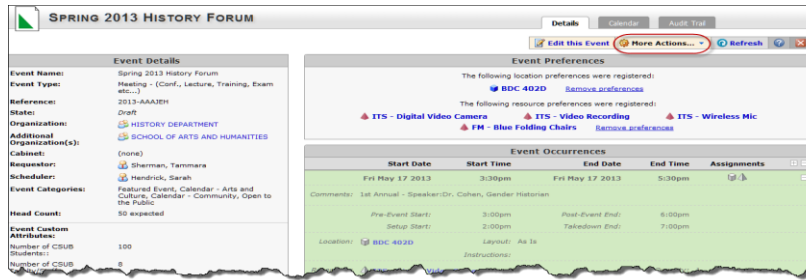 SPRING 2013 HISTORY FORUM
Details Calendar Audit Trail
Edit this Event More Actions... Refresh
Event Details
Event Name: Spring 2013 History Forum
Event Type: Meeting - (Conf., Lecture, Training, Exam
etc...)
Reference: 2013-AAAJEH
State: Draft
Organization: HISTORY DEPARTMENT
Additional
Organization(s): SCHOOL OF ARTS AND HUMANITIES
Cabinet: (none)
Requestor: Sherman, Tammara
Scheduler: Hendrick, Sarah
Event Categories: Featured Event, Calendar - Arts and
Culture, Calendar - Community, Open to
the Public
Head Count: 50 expected
Event Custom
Attributes:
Number of CSUB 100
Students::
Number of CSUB 0
Event Preferences
The following location preferences were registered:
BDC 402D Remove preferences
The following resource preferences were registered:
ITS - Digital Video Camera ITS - Video Recording ITS - Wireless Mic
FM - Blue Folding Chairs Remove preferences
Event Occurrences
Start Date Start Time End Date End Time Assignments
Fri May 17 2013 3:30pm Fri May 17 2013 5:30pm
Comments: 1st Annual - Speaker:Dr. Cohen, Gender Historian
Pre-Event Start: 3:00pm Post-Event End: 6:00pm
Setup Start: 2:00pm Takedown End: 7:00pm
Location: BDC 402D Layout: As Is
Instructions: